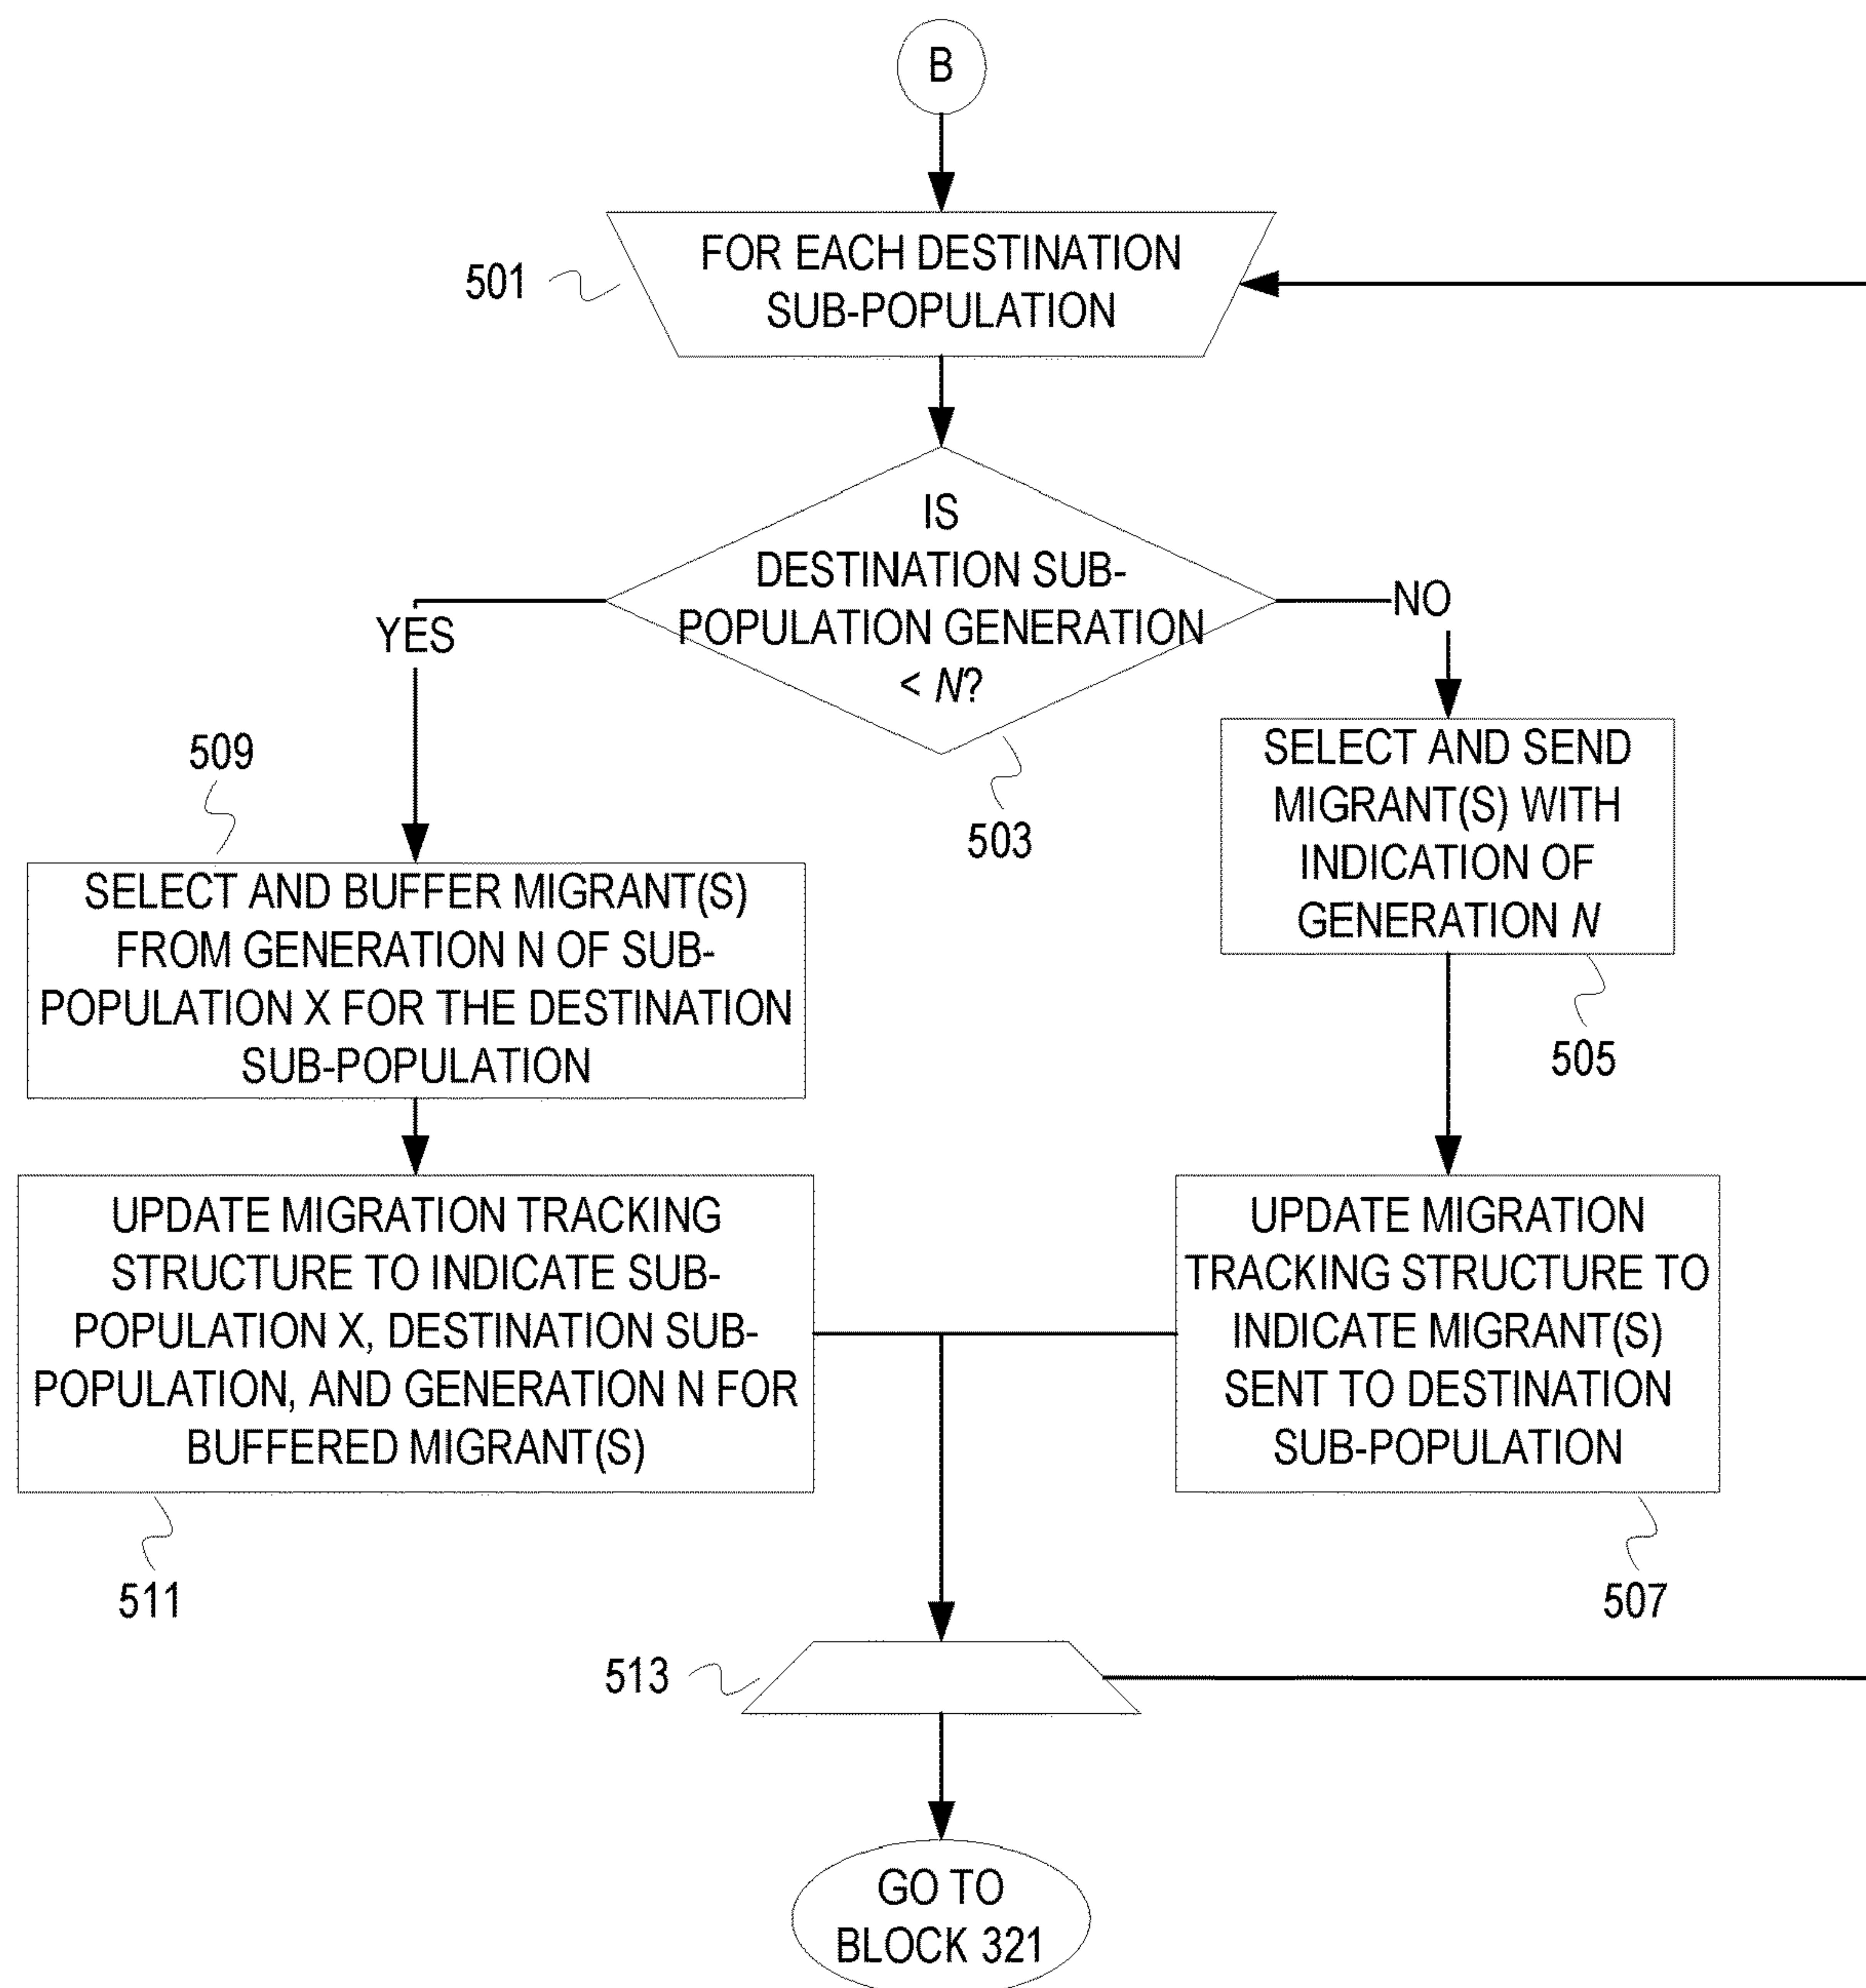 B
FOR EACH DESTINATION
SUB-POPULATION
501
IS
DESTINATION SUB-
POPULATION GENERATION
< N?
YES
NO
503
509
SELECT AND SEND
MIGRANT(S) WITH
INDICATION OF
GENERATION N
505
SELECT AND BUFFER MIGRANT(S)
FROM GENERATION N OF SUB-
POPULATION X FOR THE DESTINATION
SUB-POPULATION
UPDATE MIGRATION TRACKING
STRUCTURE TO INDICATE SUB-
POPULATION X, DESTINATION SUB-
POPULATION, AND GENERATION N FOR
BUFFERED MIGRANT(S)
511
UPDATE MIGRATION
TRACKING STRUCTURE TO
INDICATE MIGRANT(S)
SENT TO DESTINATION
SUB-POPULATION
507
513
GO TO
BLOCK 321